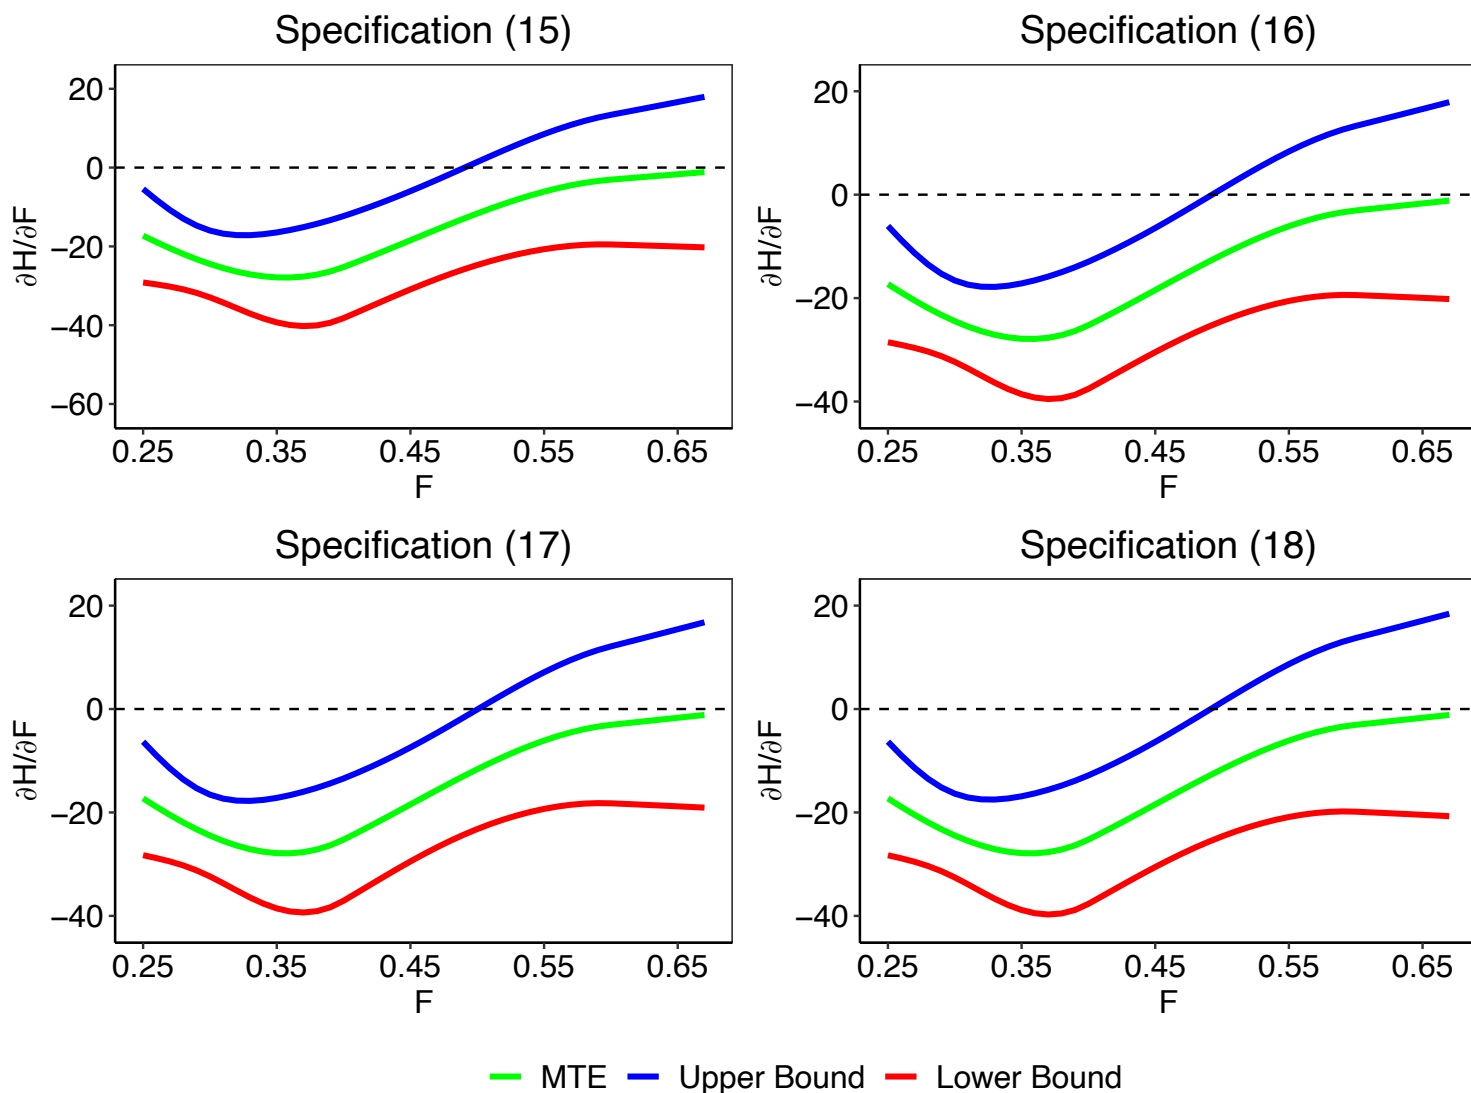 Specification (15)
20
0
−20
−40
−60
∂H/∂F
0.25 0.35 0.45 0.55 0.65
F
Specification (16)
20
0
−20
−40
∂H/∂F
0.25 0.35 0.45 0.55 0.65
F
Specification (17)
20
0
−20
−40
∂H/∂F
0.25 0.35 0.45 0.55 0.65
F
Specification (18)
20
0
−20
−40
∂H/∂F
0.25 0.35 0.45 0.55 0.65
F
MTE Upper Bound Lower Bound